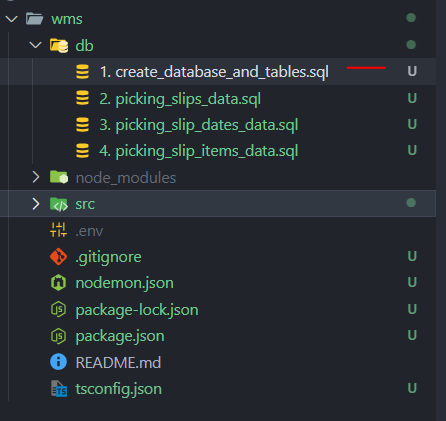 wms
db
1. create_database_and_tables.sql U
2. picking_slips_data.sql U
3. picking_slip_dates_data.sql U
4. picking_slip_items_data.sql U
node_modules
src
.env
.gitignore U
nodemon.json U
package-lock.json U
package.json U
README.md
tsconfig.json U